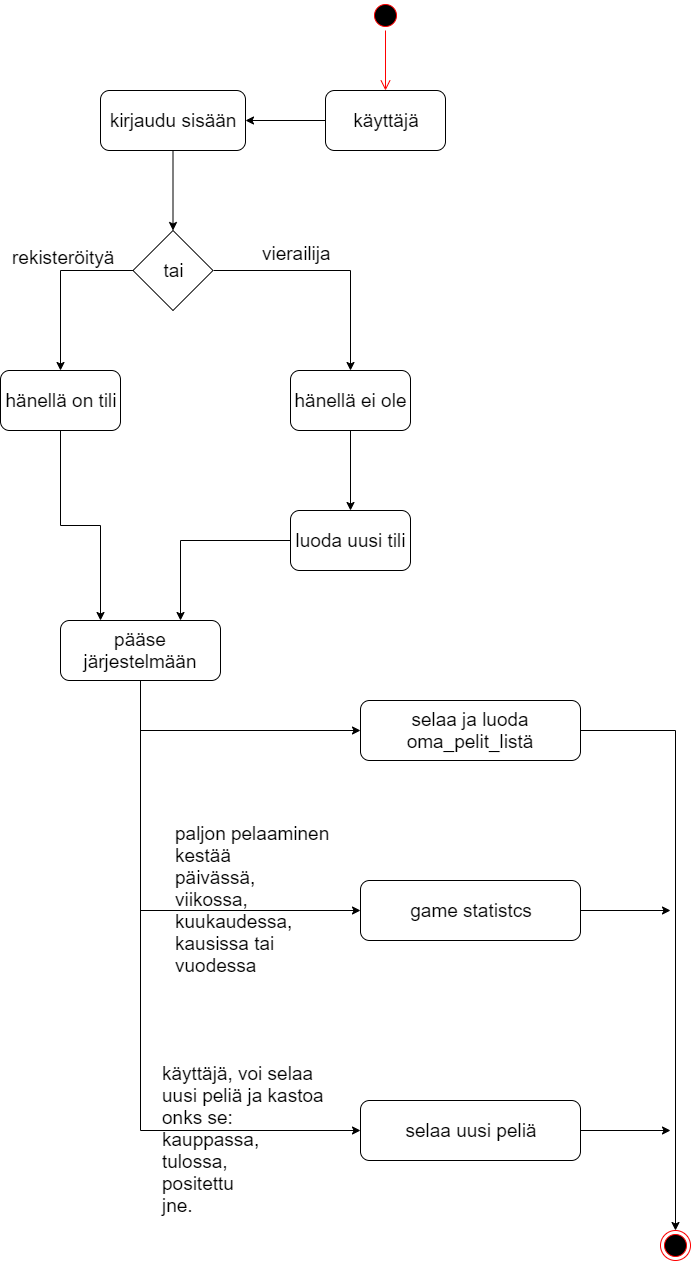 käyttäjä
kirjaudu sisään
tai
rekisteröityä
vierailija
hänellä on tili
hänellä ei ole
luoda uusi tili
pääse
järjestelmään
selaa ja luoda
oma_pelit_listä
paljon pelaaminen
kestää
päivässä,
viikossa,
kuukaudessa,
kausissa tai
vuodessa
game statistcs
käyttäjä, voi selaa
uusi peliä ja kastoa
onks se:
kauppassa,
tulossa,
positettu
jne.
selaa uusi peliä